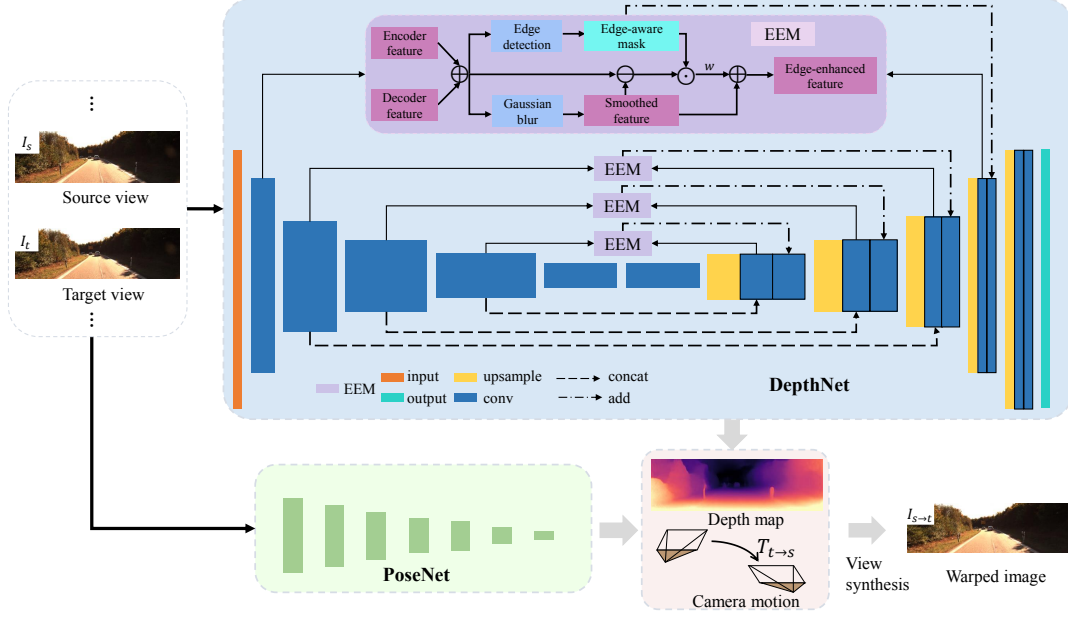 Encoder
feature
Edge
detection
Edge-aware
mask
EEM
w
Edge-enhanced
feature
Decoder
feature
Gaussian
blur
Smoothed
feature
⋮
I_s
Source view
I_t
Target view
⋮
EEM
EEM
EEM
EEM
input
output
upsample
conv
concat
add
DepthNet
PoseNet
Depth map
T_{t→s}
Camera motion
View
synthesis
I_{s→t}
Warped image